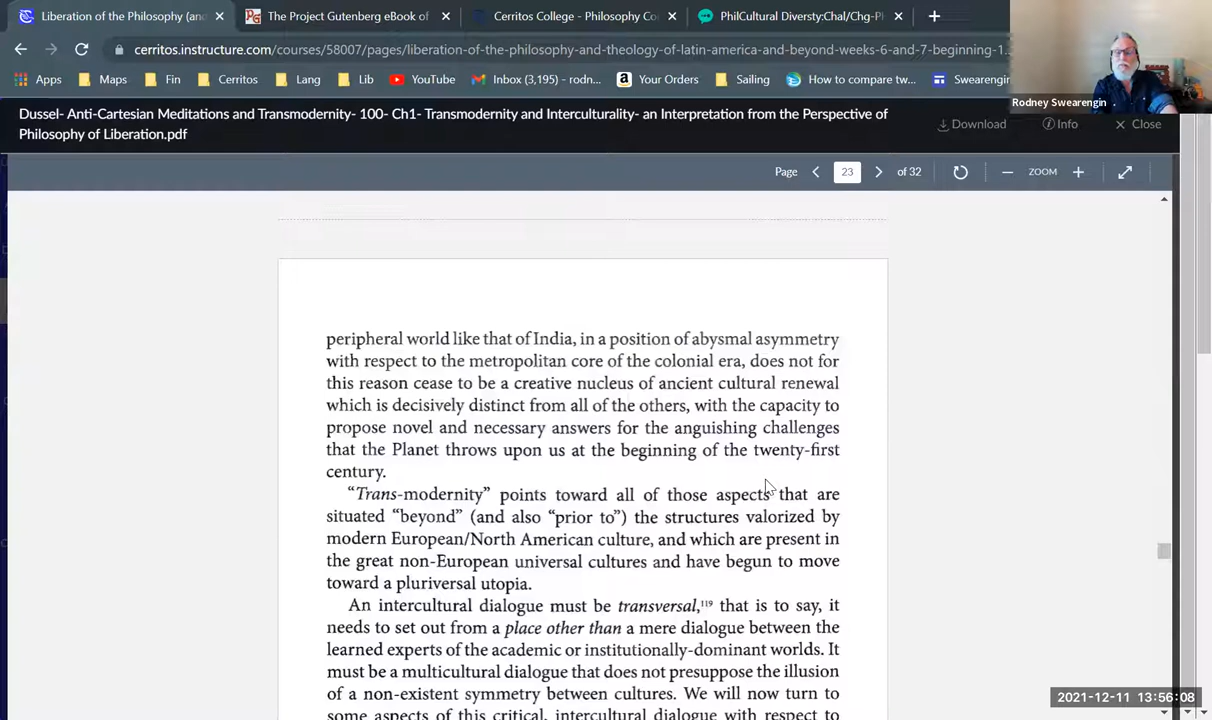 Liberation of the Philosophy (and
The Project Gutenberg eBook of
Cerritos College - Philosophy Co
PhilCultural Diversty:Chal/Chg-P
cerritos.instructure.com/courses/58007/pages/liberation-of-the-philosophy-and-theology-of-latin-america-and-beyond-weeks-6-and-7-beginning-1...
Apps
Maps
Fin
Cerritos
Lang
Lib
YouTube
Inbox (3,195) - rodn...
Your Orders
Sailing
How to compare tw...
Swearengin
Rodney Swearengin
Dussel- Anti-Cartesian Meditations and Transmodernity- 100- Ch1- Transmodernity and Interculturality- an Interpretation from the Perspective of
Philosophy of Liberation.pdf
Download
Info
Close
Page
23
of 32
ZOOM
peripheral world like that of India, in a position of abysmal asymmetry
with respect to the metropolitan core of the colonial era, does not for
this reason cease to be a creative nucleus of ancient cultural renewal
which is decisively distinct from all of the others, with the capacity to
propose novel and necessary answers for the anguishing challenges
that the Planet throws upon us at the beginning of the twenty-first
century.
“Trans-modernity” points toward all of those aspects that are
situated “beyond” (and also “prior to”) the structures valorized by
modern European/North American culture, and which are present in
the great non-European universal cultures and have begun to move
toward a pluriversal utopia.
An intercultural dialogue must be transversal,119 that is to say, it
needs to set out from a place other than a mere dialogue between the
learned experts of the academic or institutionally-dominant worlds. It
must be a multicultural dialogue that does not presuppose the illusion
of a non-existent symmetry between cultures. We will now turn to
some aspects of this critical, intercultural dialogue with respect to
2021-12-11 13:56:08